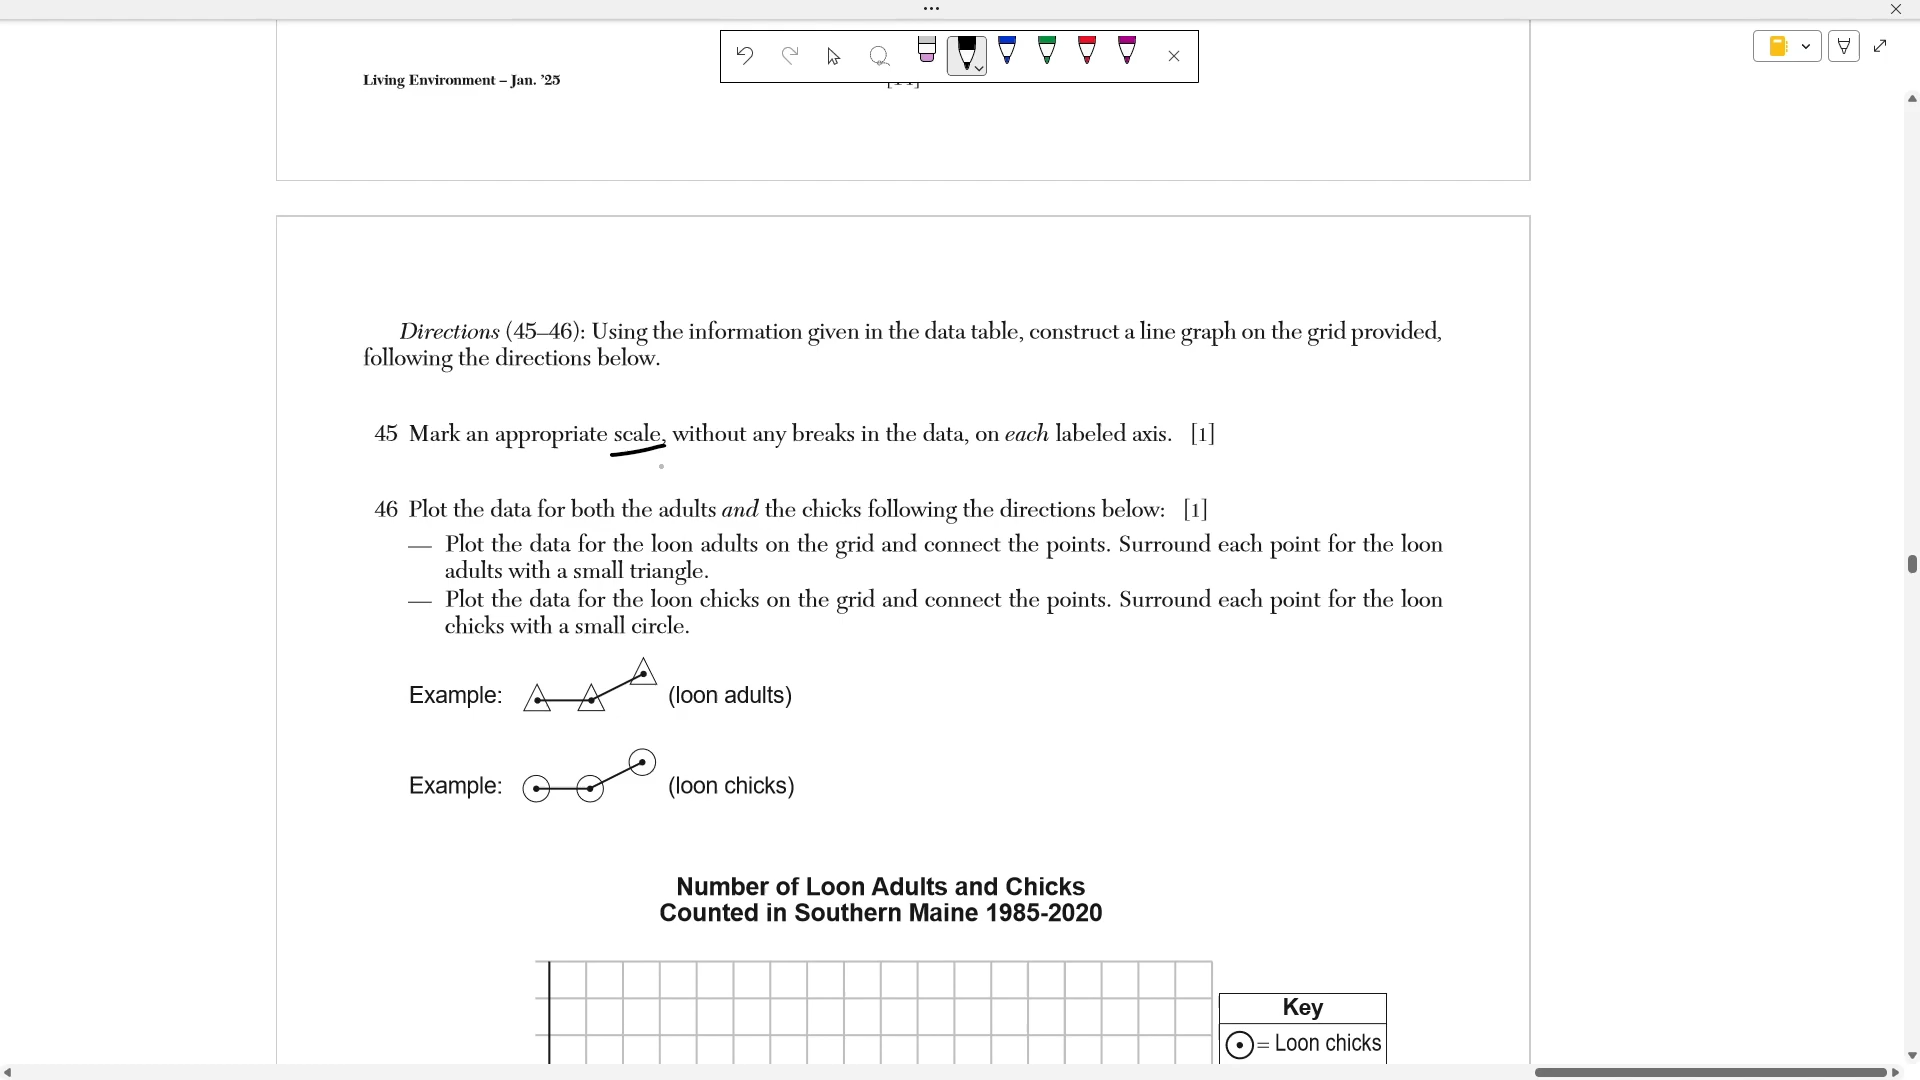 Living Environment – Jan. ’25
Directions (45–46): Using the information given in the data table, construct a line graph on the grid provided,
following the directions below.
45 Mark an appropriate scale, without any breaks in the data, on each labeled axis. [1]
46 Plot the data for both the adults and the chicks following the directions below: [1]
— Plot the data for the loon adults on the grid and connect the points. Surround each point for the loon
adults with a small triangle.
— Plot the data for the loon chicks on the grid and connect the points. Surround each point for the loon
chicks with a small circle.
Example: (loon adults)
Example: (loon chicks)
Number of Loon Adults and Chicks
Counted in Southern Maine 1985-2020
Key
= Loon chicks